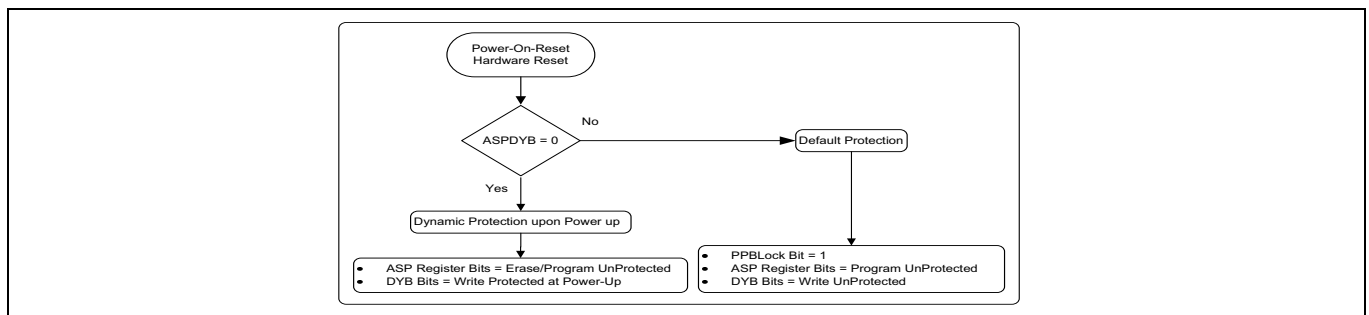 Power-On-Reset
Hardware Reset
ASPDYB = 0
No
Default Protection
Yes
Dynamic Protection upon Power up
• ASP Register Bits = Erase/Program UnProtected
• DYB Bits = Write Protected at Power-Up
• PPBLock Bit = 1
• ASP Register Bits = Program UnProtected
• DYB Bits = Write UnProtected